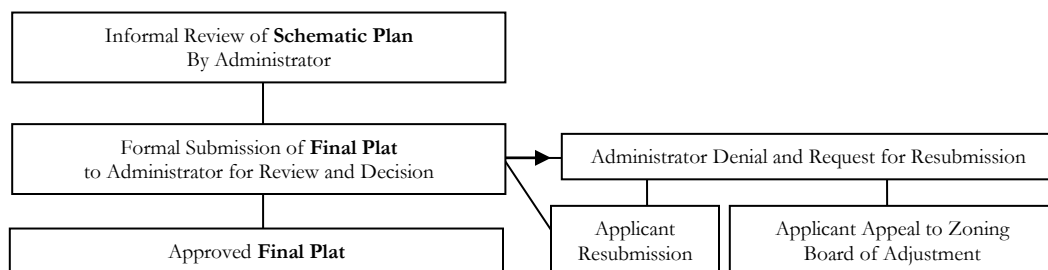 Informal Review of Schematic Plan
By Administrator
Formal Submission of Final Plat
to Administrator for Review and Decision
Administrator Denial and Request for Resubmission
Approved Final Plat
Applicant
Resubmission
Applicant Appeal to Zoning
Board of Adjustment